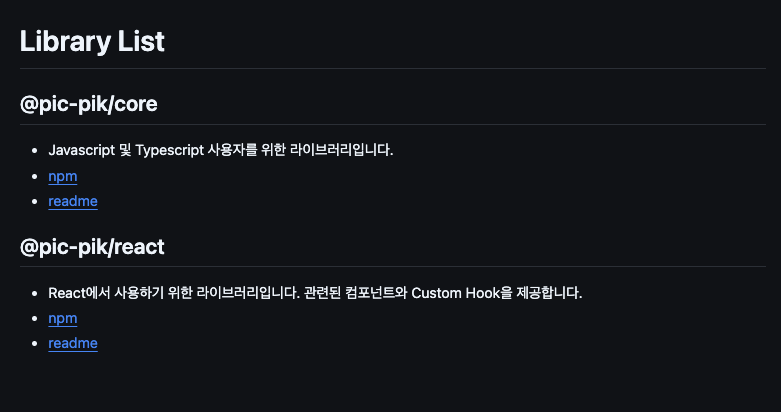 Library List
@pic-pik/core
Javascript 및 Typescript 사용자를 위한 라이브러리입니다.
npm
readme
@pic-pik/react
React에서 사용하기 위한 라이브러리입니다. 관련된 컴포넌트와 Custom Hook을 제공합니다.
npm
readme